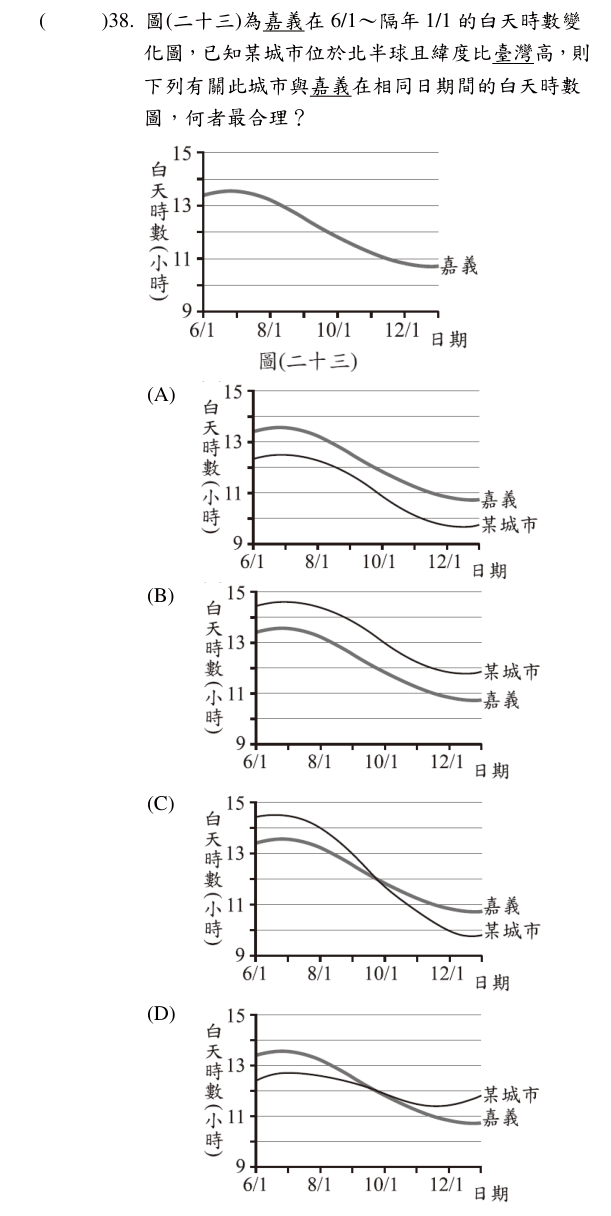 (　　)38. 圖(二十三)為嘉義在 6/1～隔年 1/1 的白天時數變
化圖，已知某城市位於北半球且緯度比臺灣高，則
下列有關此城市與嘉義在相同日期間的白天時數
圖，何者最合理？
白天時數(小時)
15
13
11
9
嘉義
6/1 8/1 10/1 12/1 日期
圖(二十三)
(A)
白天時數(小時)
15
13
11
9
嘉義
某城市
6/1 8/1 10/1 12/1 日期
(B)
白天時數(小時)
15
13
11
9
某城市
嘉義
6/1 8/1 10/1 12/1 日期
(C)
白天時數(小時)
15
13
11
9
嘉義
某城市
6/1 8/1 10/1 12/1 日期
(D)
白天時數(小時)
15
13
11
9
某城市
嘉義
6/1 8/1 10/1 12/1 日期